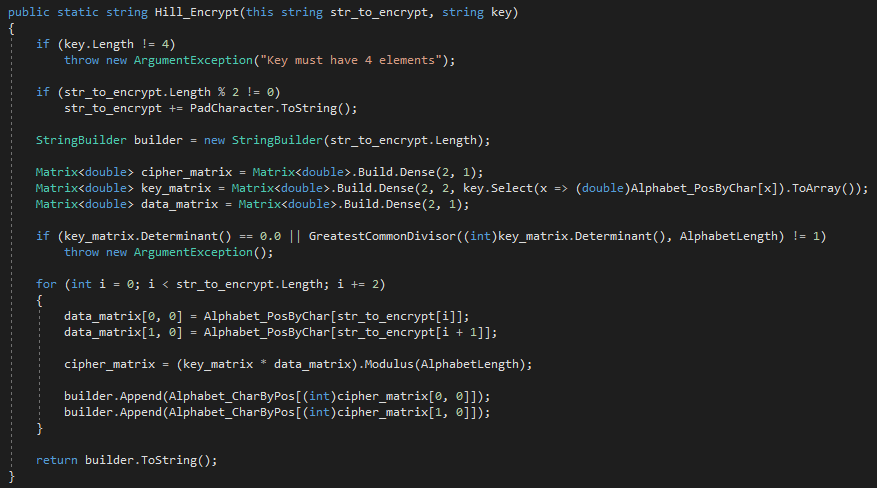 public static string Hill_Encrypt(this string str_to_encrypt, string key)
{
if (key.Length != 4)
throw new ArgumentException("Key must have 4 elements");
if (str_to_encrypt.Length % 2 != 0)
str_to_encrypt += PadCharacter.ToString();
StringBuilder builder = new StringBuilder(str_to_encrypt.Length);
Matrix<double> cipher_matrix = Matrix<double>.Build.Dense(2, 1);
Matrix<double> key_matrix = Matrix<double>.Build.Dense(2, 2, key.Select(x => (double)Alphabet_PosByChar[x]).ToArray());
Matrix<double> data_matrix = Matrix<double>.Build.Dense(2, 1);
if (key_matrix.Determinant() == 0.0 || GreatestCommonDivisor((int)key_matrix.Determinant(), AlphabetLength) != 1)
throw new ArgumentException();
for (int i = 0; i < str_to_encrypt.Length; i += 2)
{
data_matrix[0, 0] = Alphabet_PosByChar[str_to_encrypt[i]];
data_matrix[1, 0] = Alphabet_PosByChar[str_to_encrypt[i + 1]];
cipher_matrix = (key_matrix * data_matrix).Modulus(AlphabetLength);
builder.Append(Alphabet_CharByPos[(int)cipher_matrix[0, 0]]);
builder.Append(Alphabet_CharByPos[(int)cipher_matrix[1, 0]]);
}
return builder.ToString();
}